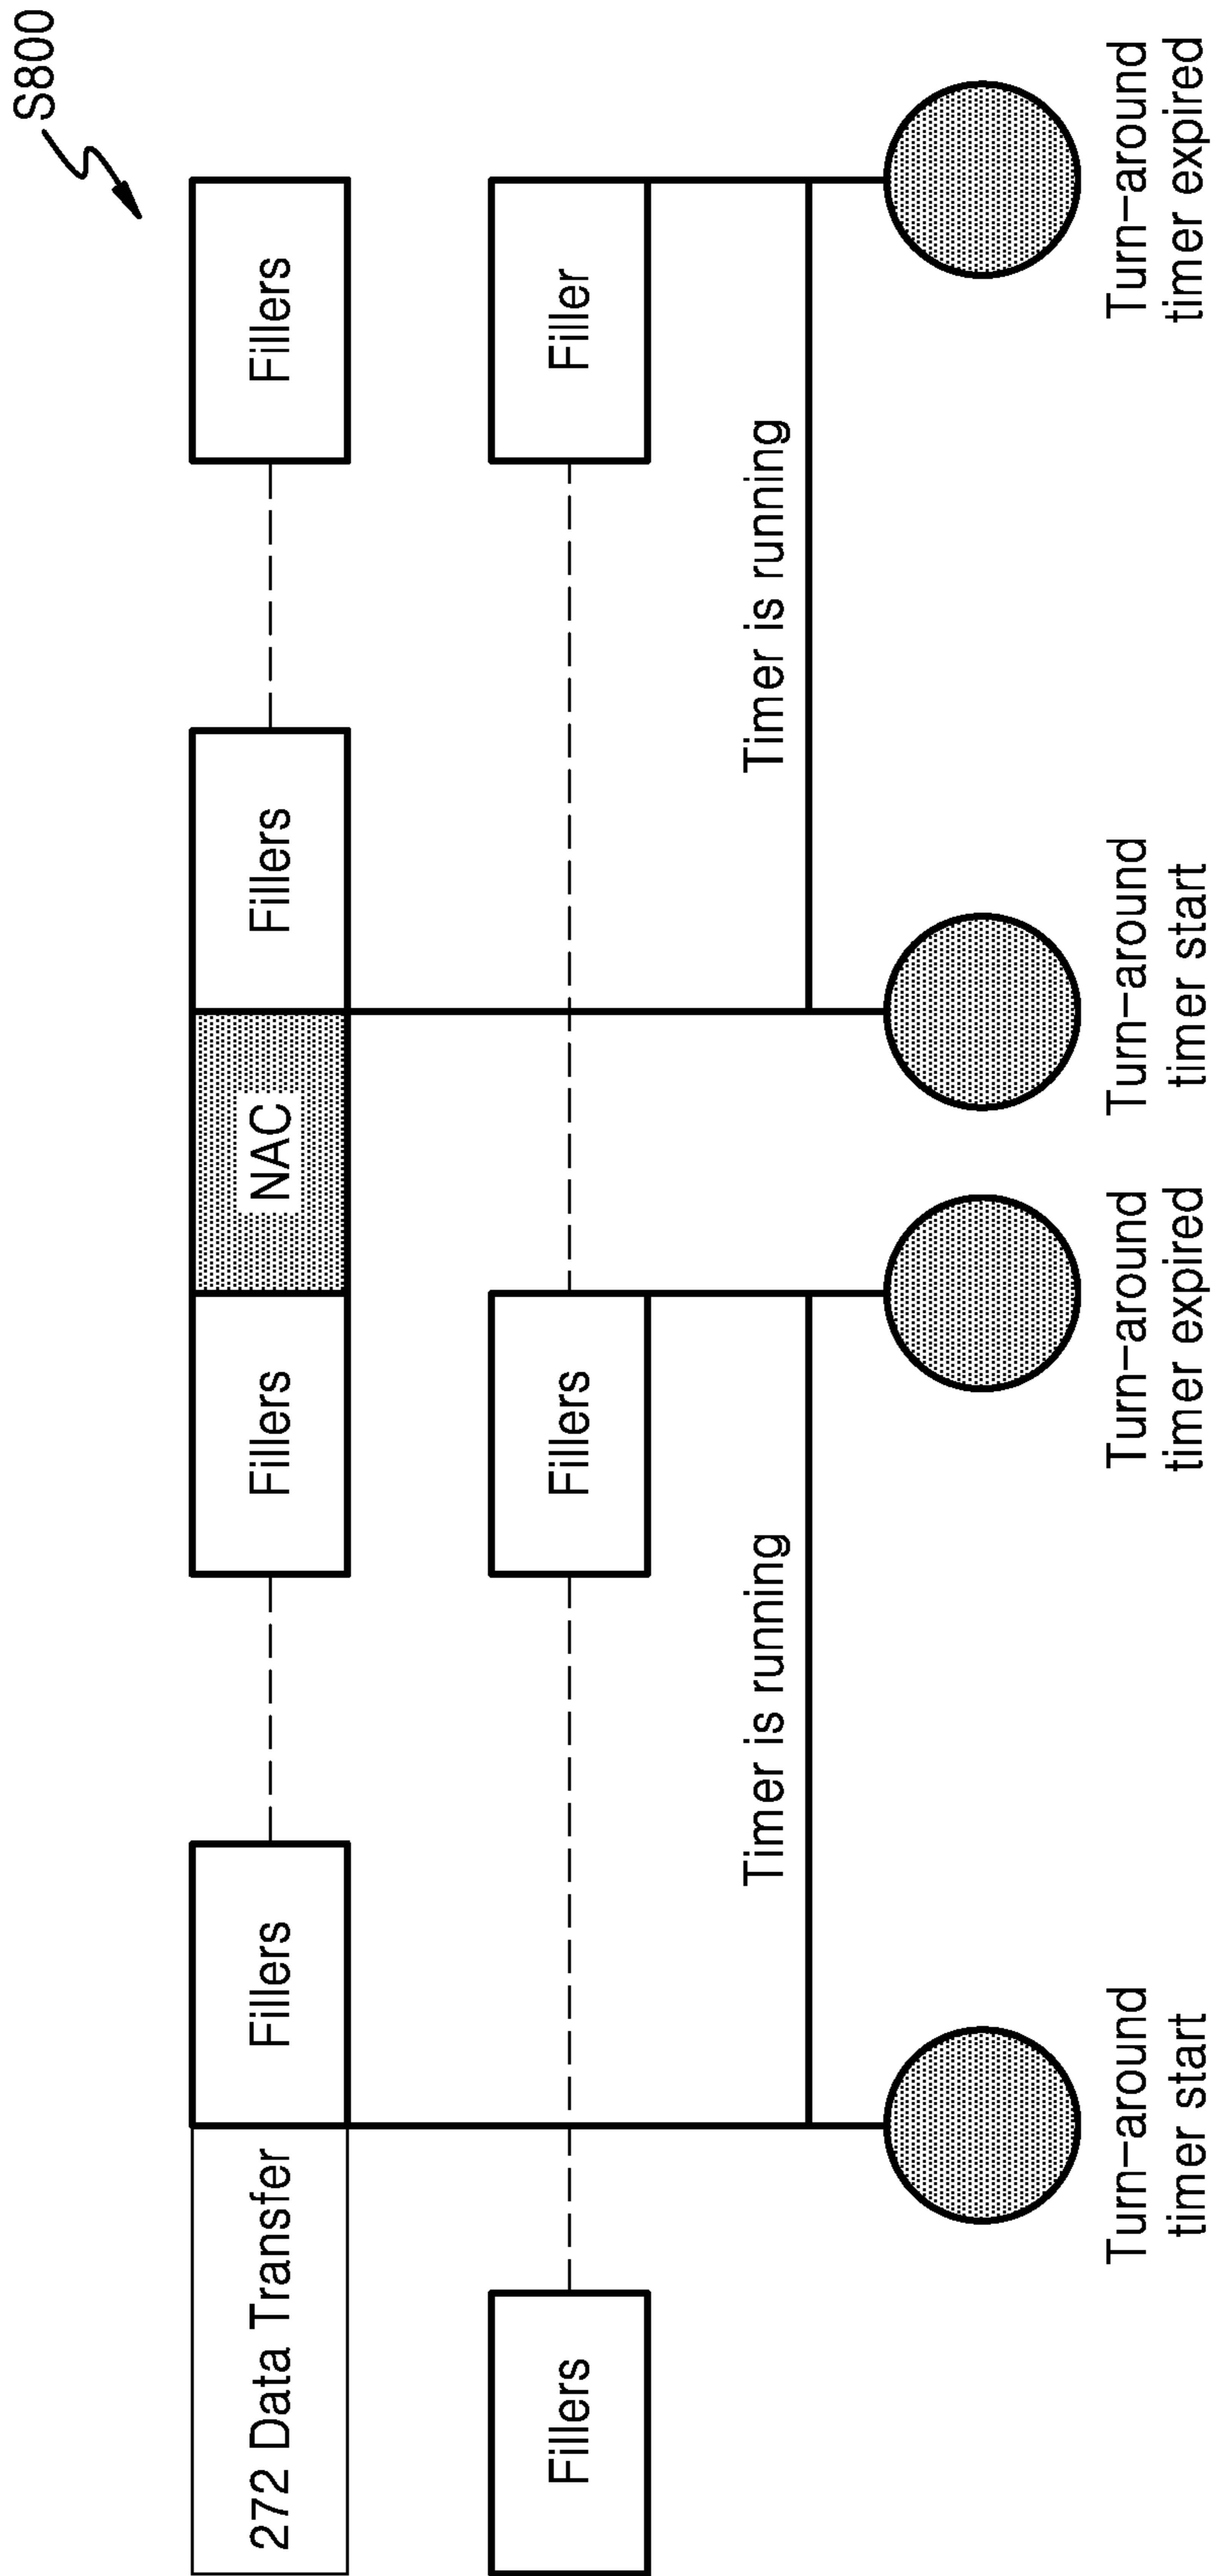 S800
272 Data Transfer
Fillers
Fillers
NAC
Fillers
Fillers
Fillers
Fillers
Filler
Timer is running
Timer is running
Turn-around
timer start
Turn-around
timer expired
Turn-around
timer start
Turn-around
timer expired